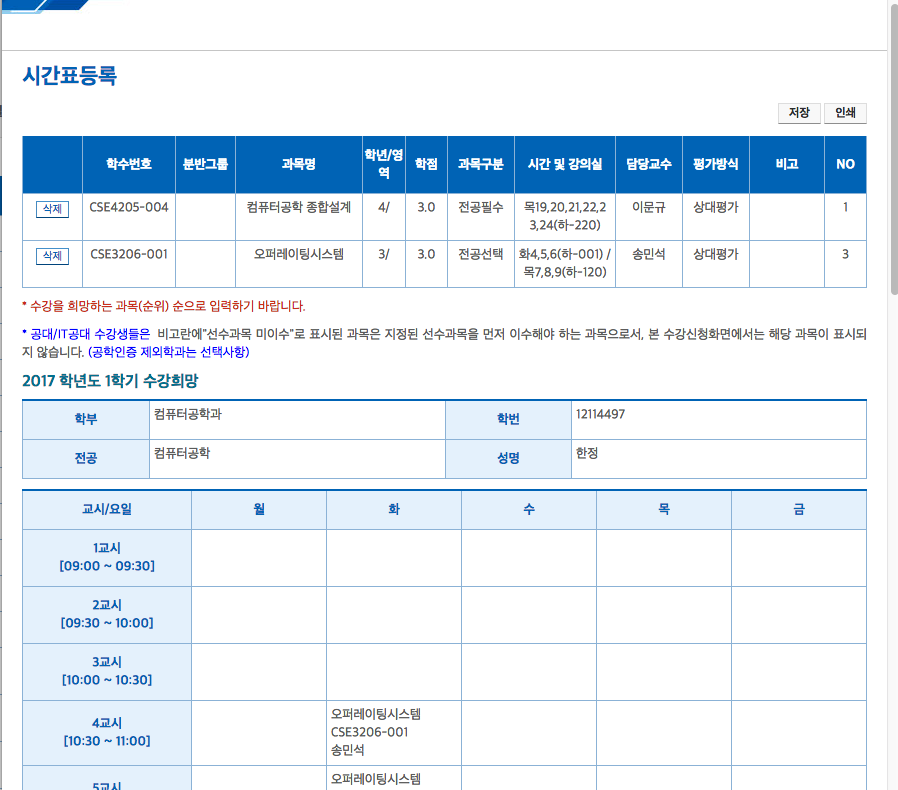 시간표등록
저장 인쇄
학수번호 분반그룹 과목명 학년/영역 학점 과목구분 시간 및 강의실 담당교수 평가방식 비고 NO
삭제 CSE4205-004 컴퓨터공학 종합설계 4/ 3.0 전공필수 목19,20,21,22,2 이문규 상대평가 1
3,24(하-220)
삭제 CSE3206-001 오퍼레이팅시스템 3/ 3.0 전공선택 화4,5,6(하-001) / 송민석 상대평가 3
목7,8,9(하-120)
* 수강을 희망하는 과목(순위) 순으로 입력하기 바랍니다.
* 공대/IT공대 수강생들은 비고란에"선수과목 미이수"로 표시된 과목은 지정된 선수과목을 먼저 이수해야 하는 과목으로서, 본 수강신청화면에서는 해당 과목이 표시되
지 않습니다. (공학인증 제외학과는 선택사항)
2017 학년도 1학기 수강희망
학부 컴퓨터공학과 학번 12114497
전공 컴퓨터공학 성명 한정
교시/요일 월 화 수 목 금
1교시
[09:00 ~ 09:30]
2교시
[09:30 ~ 10:00]
3교시
[10:00 ~ 10:30]
4교시
[10:30 ~ 11:00]
오퍼레이팅시스템
CSE3206-001
송민석
5교시
오퍼레이팅시스템